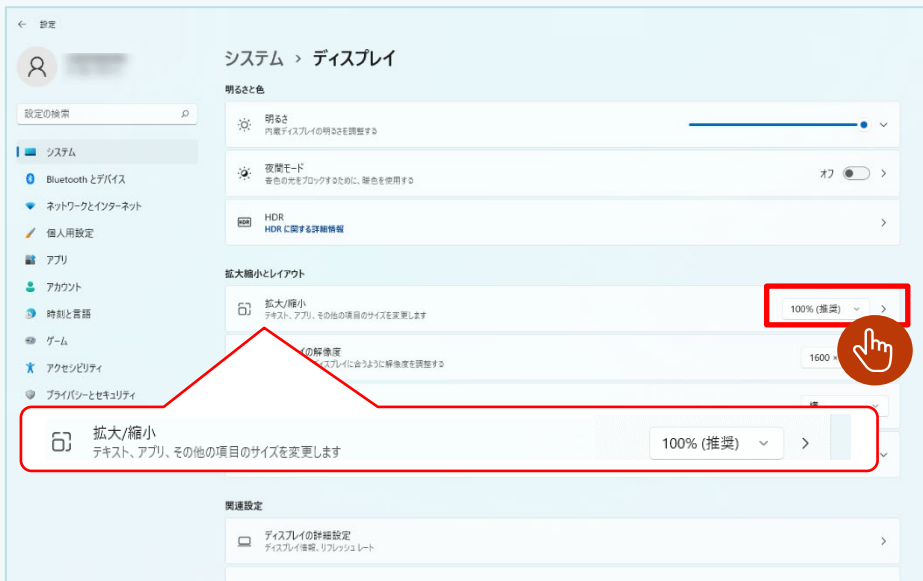 設定
システム › ディスプレイ
設定の検索
システム
Bluetooth とデバイス
ネットワークとインターネット
個人用設定
アプリ
アカウント
時刻と言語
ゲーム
アクセシビリティ
プライバシーとセキュリティ
明るさと色
明るさ
内蔵ディスプレイの明るさを調整する
夜間モード
オフ
青色の光をブロックするために、暖色を使用する
HDR
HDR
HDR に関する詳細情報
拡大縮小とレイアウト
拡大/縮小
100% (推奨)
テキスト、アプリ、その他の項目のサイズを変更します
イの解像度
1600 ×
ィスプレイに合うように解像度を調整する
拡大/縮小
100% (推奨)
テキスト、アプリ、その他の項目のサイズを変更します
関連設定
ディスプレイの詳細設定
ディスプレイ情報、リフレッシュ レート